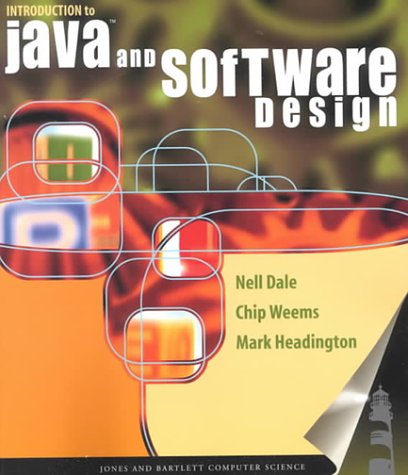 INTRODUCTION to
java™ AND SOFTWARE
DESIGN
Nell Dale
Chip Weems
Mark Headington
JONES AND BARTLETT COMPUTER SCIENCE